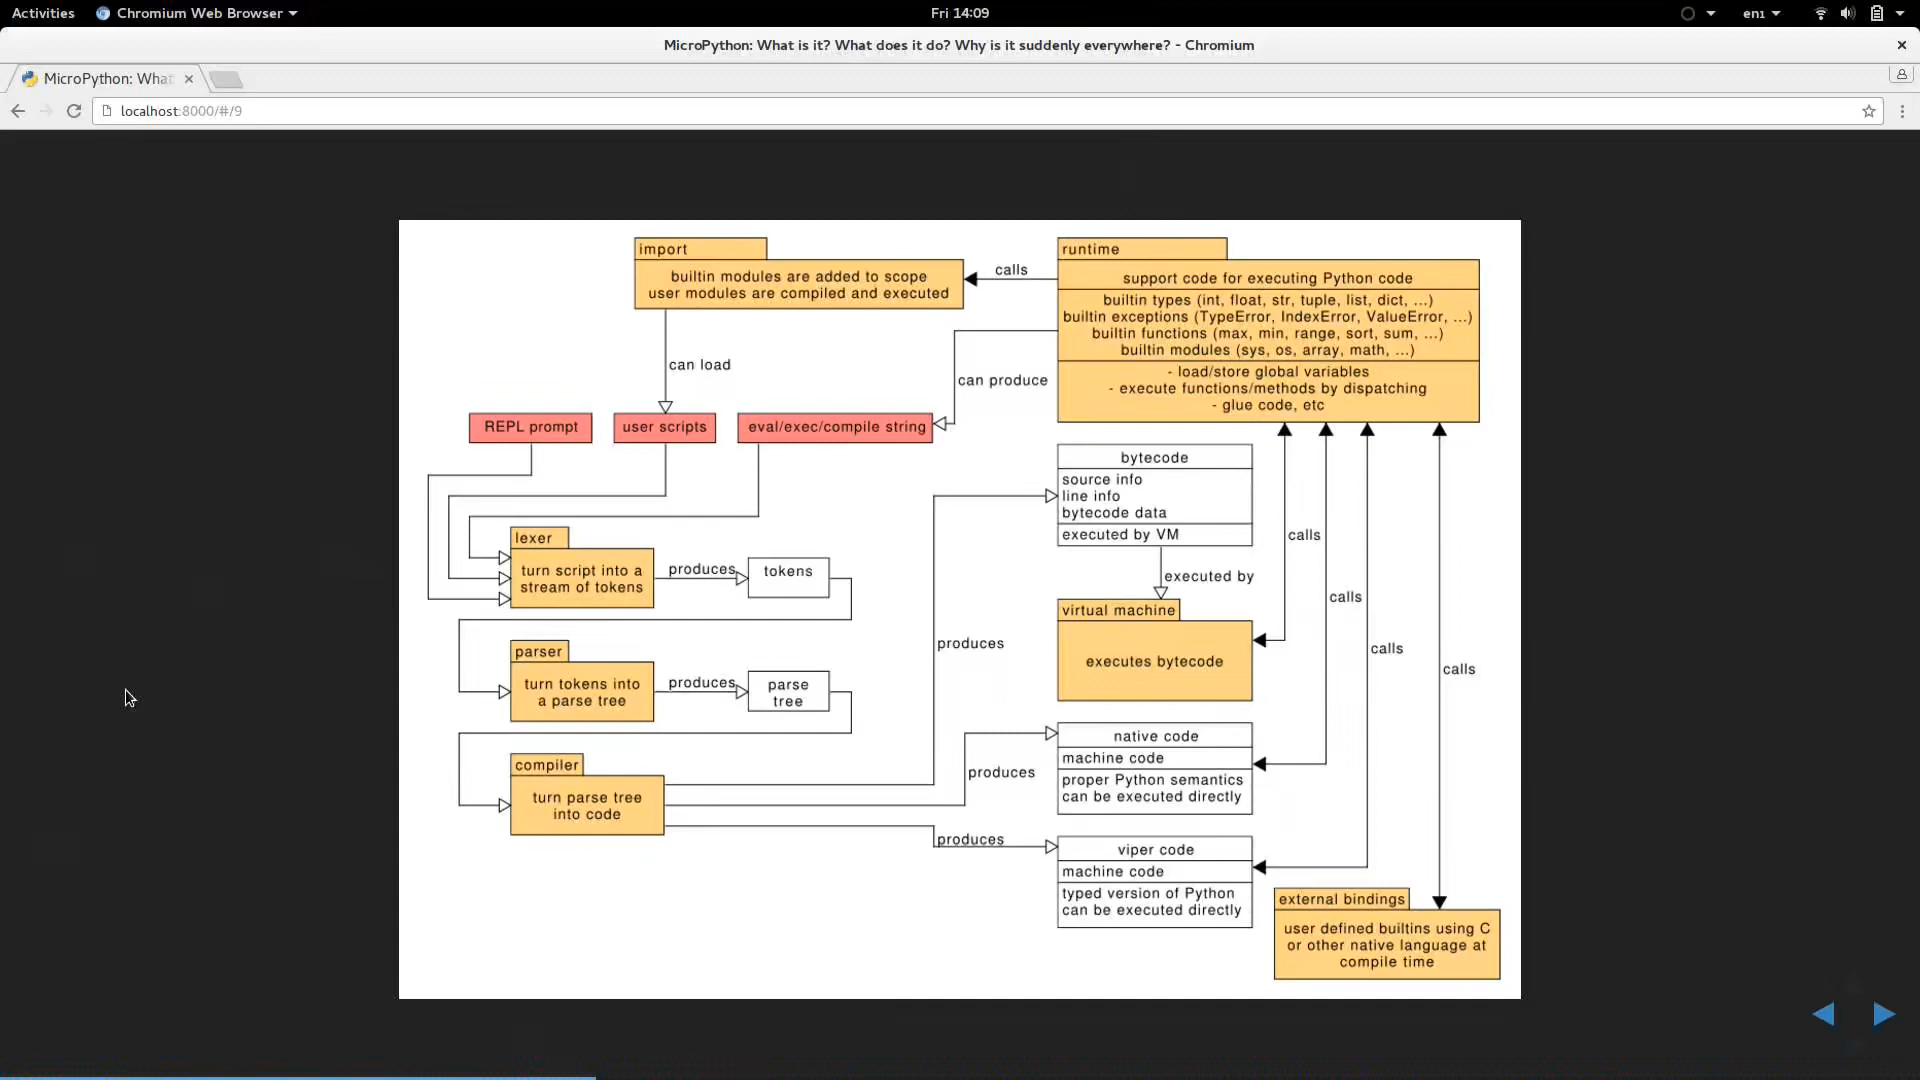 Activities
Chromium Web Browser
Fri 14:09
en1
MicroPython: What is it? What does it do? Why is it suddenly everywhere? - Chromium
MicroPython: What
localhost:8000/#/9
import
builtin modules are added to scope
user modules are compiled and executed
calls
runtime
support code for executing Python code
builtin types (int, float, str, tuple, list, dict, ...)
builtin exceptions (TypeError, IndexError, ValueError, ...)
builtin functions (max, min, range, sort, sum, ...)
builtin modules (sys, os, array, math, ...)
- load/store global variables
- execute functions/methods by dispatching
- glue code, etc
can load
can produce
REPL prompt
user scripts
eval/exec/compile string
lexer
turn script into a
stream of tokens
produces
tokens
parser
turn tokens into
a parse tree
produces
parse
tree
compiler
turn parse tree
into code
produces
produces
produces
bytecode
source info
line info
bytecode data
executed by VM
executed by
virtual machine
executes bytecode
native code
machine code
proper Python semantics
can be executed directly
viper code
machine code
typed version of Python
can be executed directly
calls
calls
calls
calls
external bindings
user defined builtins using C
or other native language at
compile time